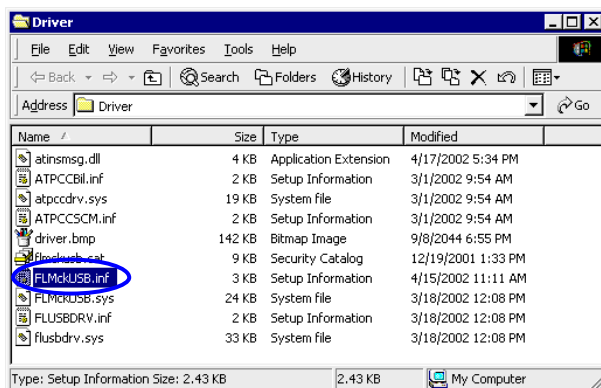 Driver
File Edit View Favorites Tools Help
Back Search Folders History
Address Driver Go
Name Size Type Modified
atinsmsg.dll 4 KB Application Extension 4/17/2002 5:34 PM
ATPCCBil.inf 2 KB Setup Information 3/1/2002 9:54 AM
atpccdrv.sys 19 KB System file 3/1/2002 9:54 AM
ATPCCSCM.inf 2 KB Setup Information 3/1/2002 9:54 AM
driver.bmp 142 KB Bitmap Image 9/8/2044 6:55 PM
flmckusb.cat 9 KB Security Catalog 12/19/2001 1:33 PM
FLMckUSB.inf 3 KB Setup Information 4/15/2002 11:11 AM
FLMckUSB.sys 24 KB System file 3/18/2002 12:08 PM
FLUSBDRV.inf 2 KB Setup Information 3/18/2002 12:08 PM
flusbdrv.sys 33 KB System file 3/18/2002 12:08 PM
Type: Setup Information Size: 2.43 KB 2.43 KB My Computer